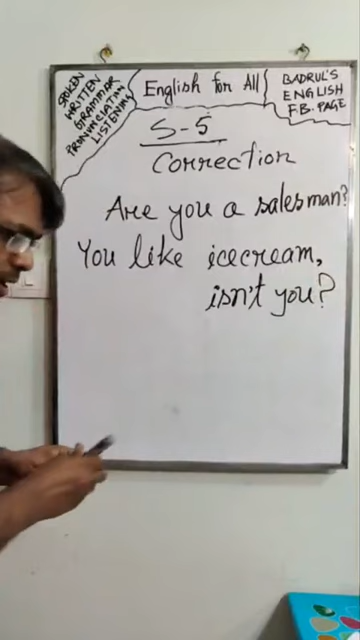 SPOKEN
WRITTEN
GRAMMAR
PRONUNCIATAN
LISTENING
English for All
BADRUL'S
ENGLISH
F.B. PAGE
S-5
Correction
Are you a salesman?
You like icecream,
isn't you?